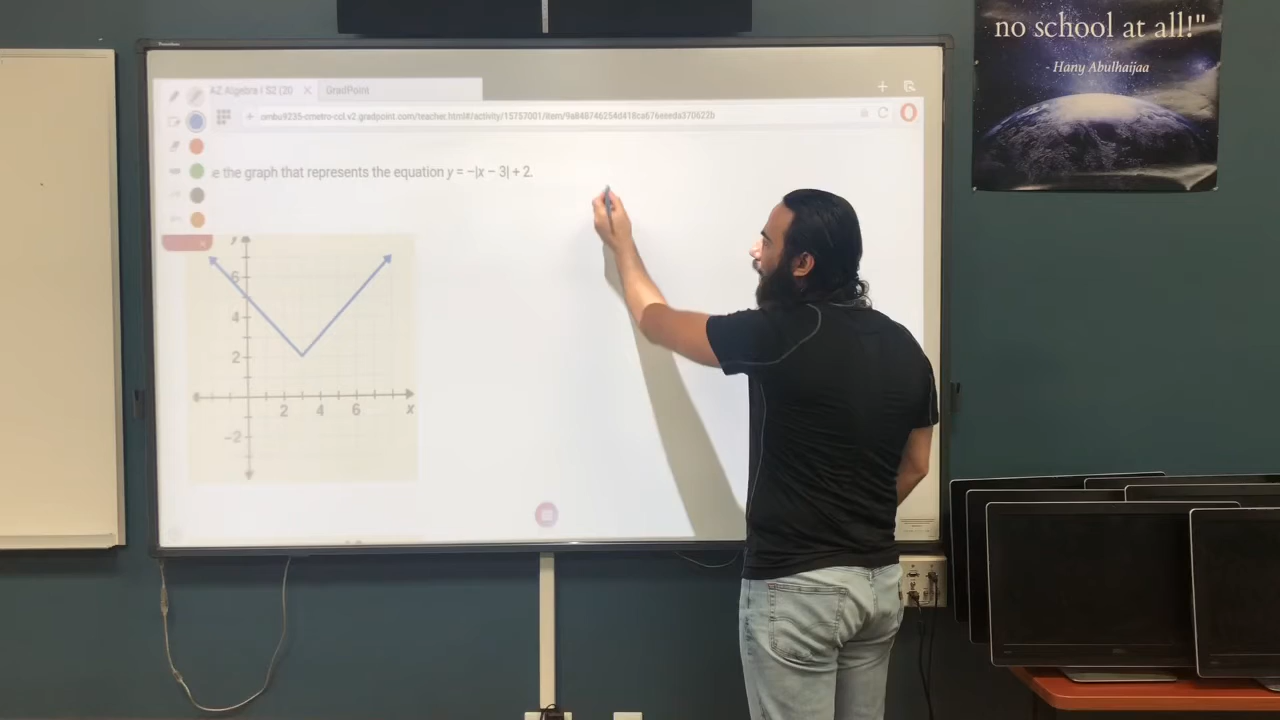 no school at all!"
- Hany Abulhaijaa
AZ Algebra I S2 (20
GradPoint
e the graph that represents the equation y = −|x − 3| + 2.
y
6
4
2
2 4 6 x
−2